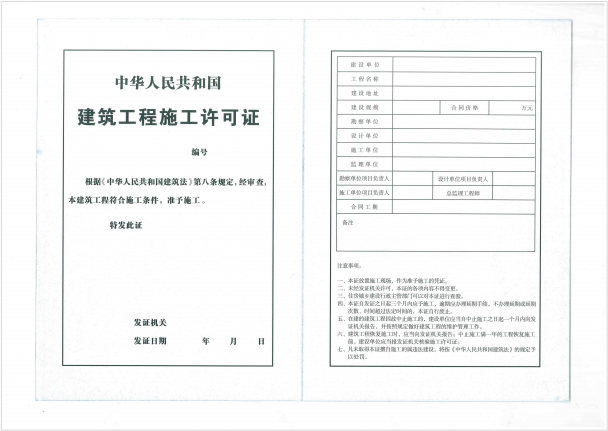 中华人民共和国
建筑工程施工许可证
编号
根据《中华人民共和国建筑法》第八条规定，经审查，
本建筑工程符合施工条件，准予施工。
特发此证
发证机关
发证日期 年 月 日
建设单位
工程名称
建设地址
建设规模 合同价格 万元
勘察单位
设计单位
施工单位
监理单位
勘察单位项目负责人 设计单位项目负责人
施工单位项目负责人 总监理工程师
合同工期
备注
注意事项：
一、本证放置施工现场，作为准予施工的凭证。
二、未经发证机关许可，本证的各项内容不得变更。
三、住房城乡建设行政主管部门可以对本证进行查验。
四、本证自发证之日起三个月内应予施工，逾期应办理延期手续，不办理延期或延期
次数、时间超过法定时间的，本证自行废止。
五、在建的建筑工程因故中止施工的，建设单位应当自中止施工之日起一个月内向发
证机关报告，并按照规定做好建筑工程的维护管理工作。
六、建筑工程恢复施工时，应当向发证机关报告；中止施工满一年的工程恢复施工
前，建设单位应当报发证机关核验施工许可证。
七、凡未取得本证擅自施工的属违法建设，将按《中华人民共和国建筑法》的规定予
以处罚。